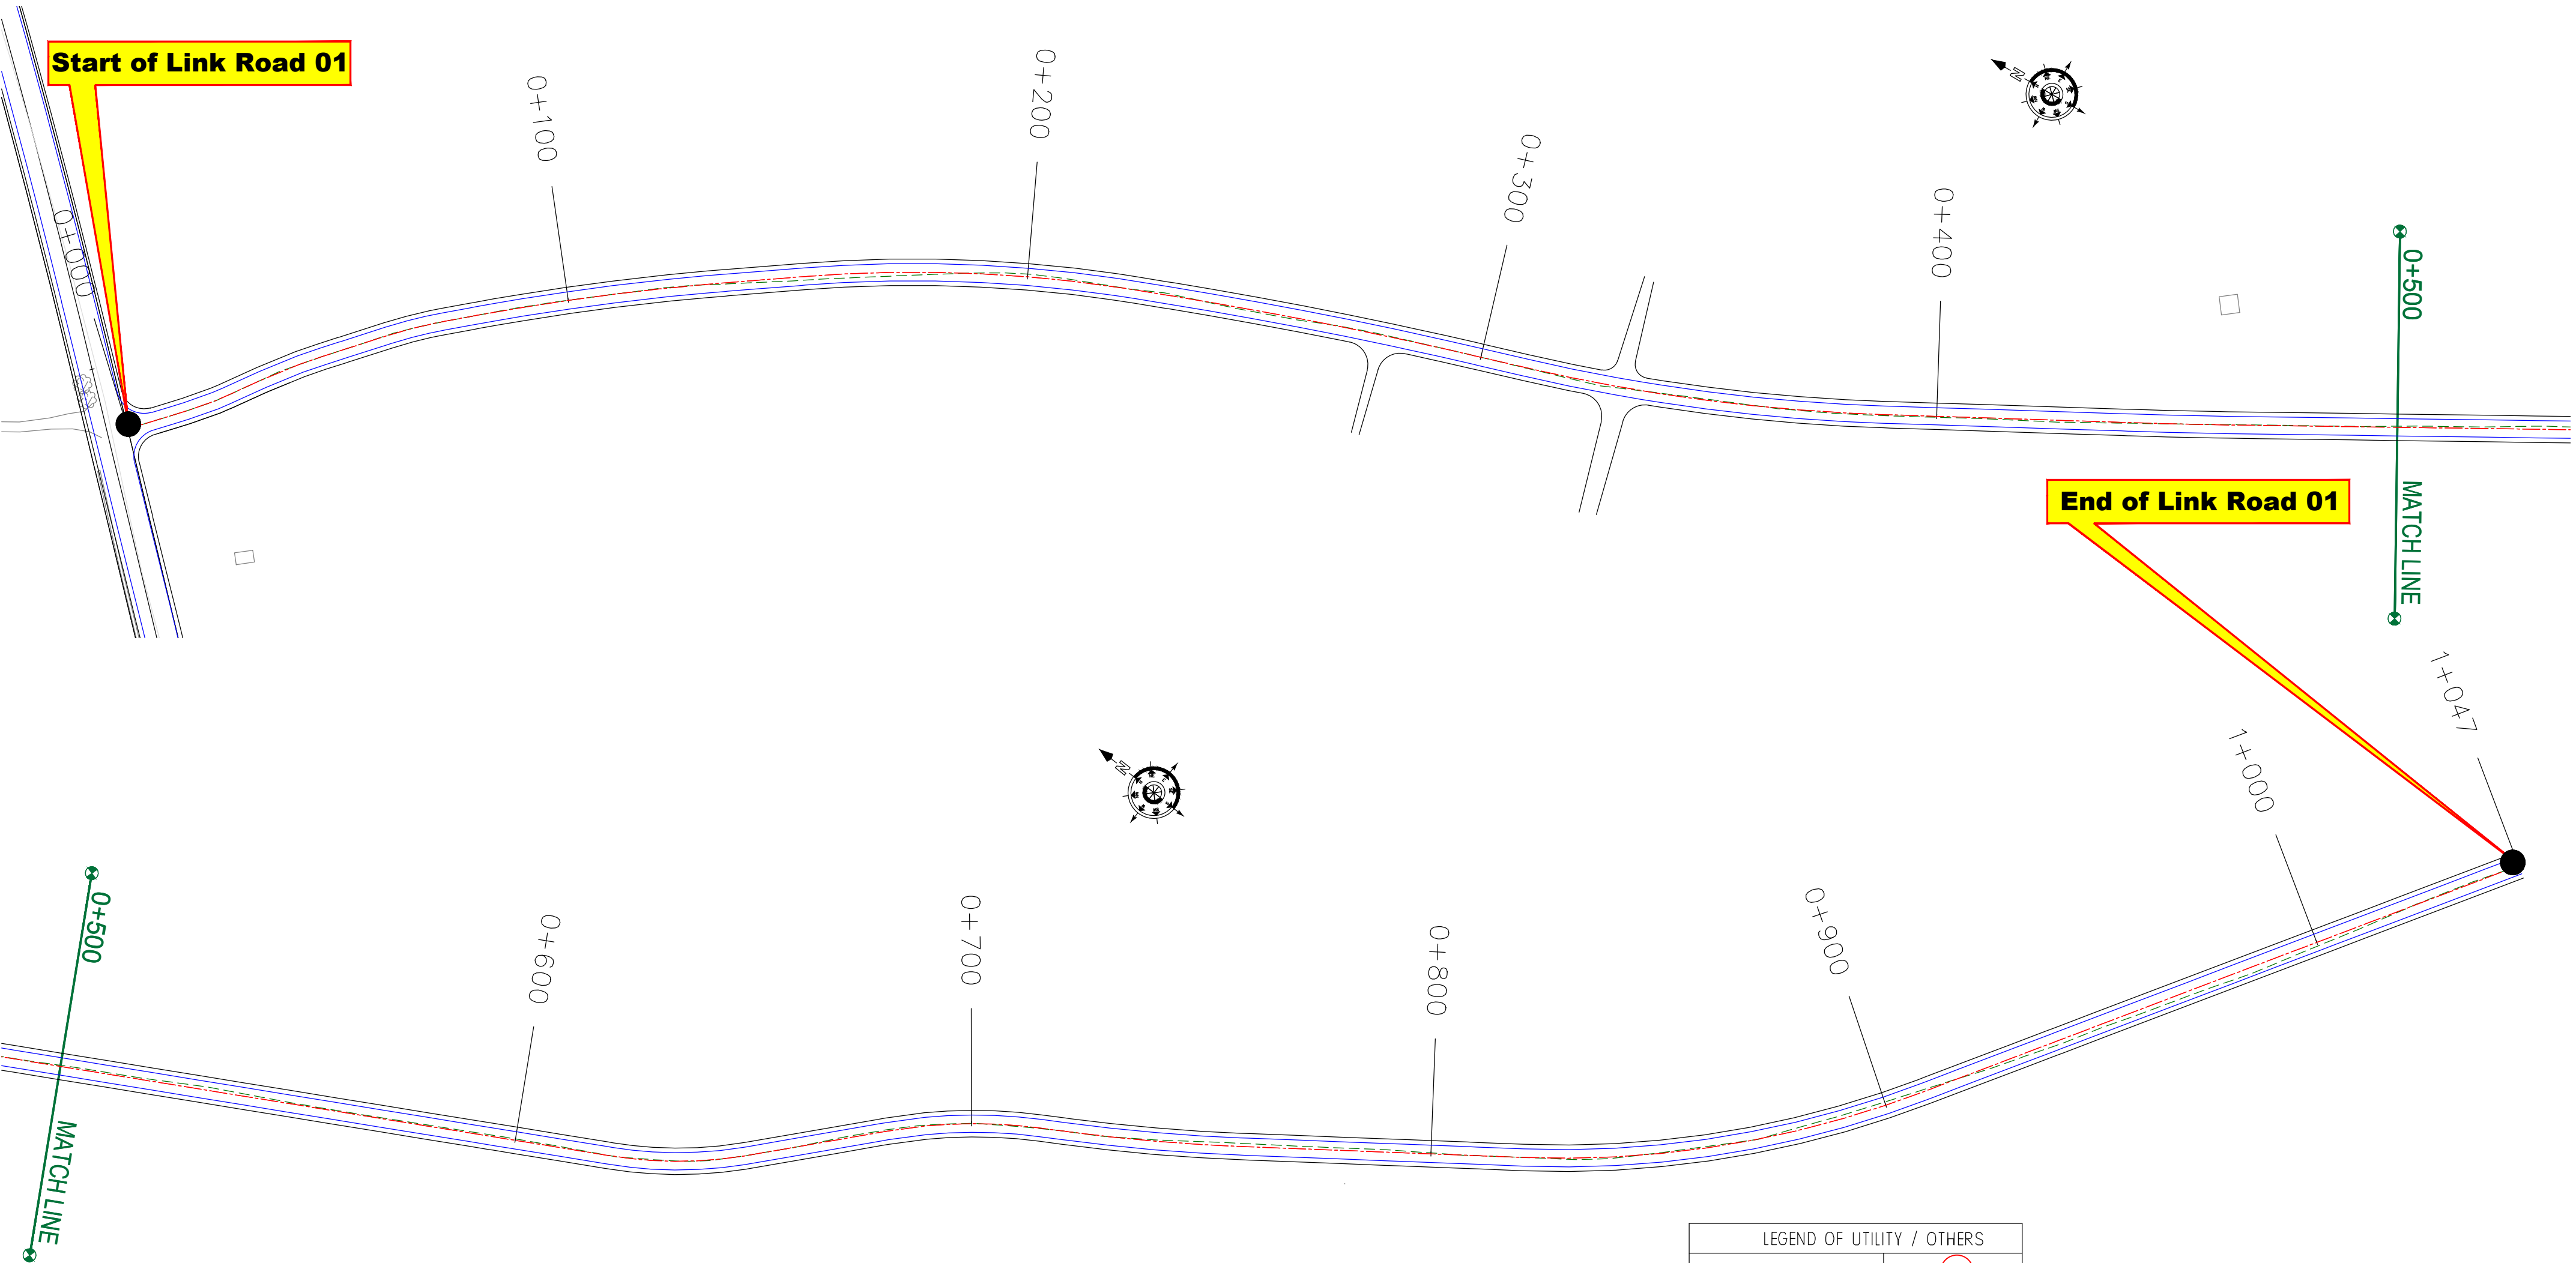 Start of Link Road 01
0+000
0+100
0+200
0+300
0+400
N
0+500
MATCH LINE
End of Link Road 01
0+500
MATCH LINE
0+600
N
0+700
0+800
0+900
1+000
1+047
LEGEND OF UTILITY / OTHERS